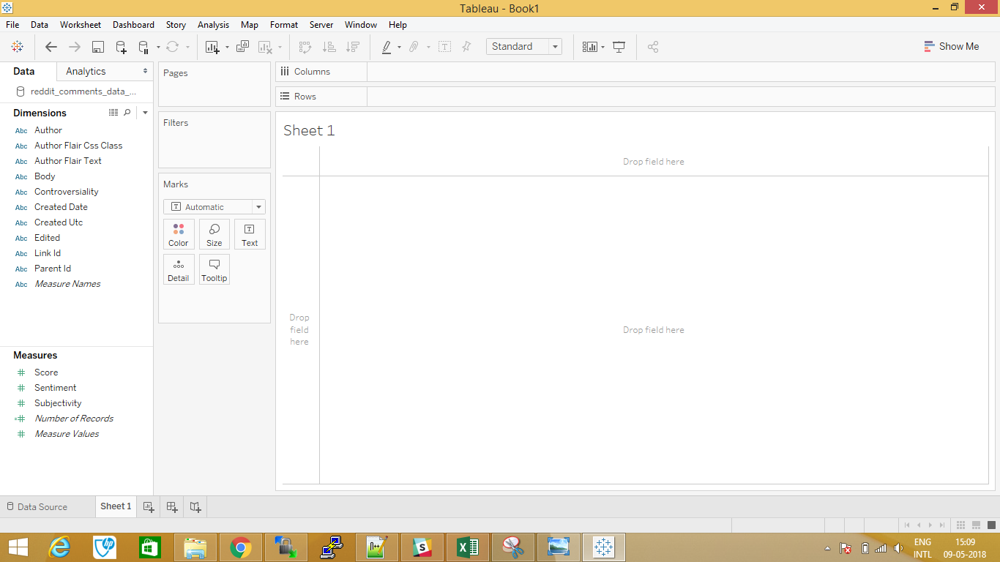 Tableau - Book1
File Data Worksheet Dashboard Story Analysis Map Format Server Window Help
Standard
Show Me
Data Analytics
reddit_comments_data_...
Dimensions
Abc Author
Abc Author Flair Css Class
Abc Author Flair Text
Abc Body
Abc Controversiality
Abc Created Date
Abc Created Utc
Abc Edited
Abc Link Id
Abc Parent Id
Abc Measure Names
Measures
Score
Sentiment
Subjectivity
Number of Records
Measure Values
Pages
Filters
Marks
Automatic
Color Size Text
Detail Tooltip
Columns
Rows
Sheet 1
Drop field here
Drop
field
here
Drop field here
Data Source Sheet 1
ENG
INTL
15:09
09-05-2018